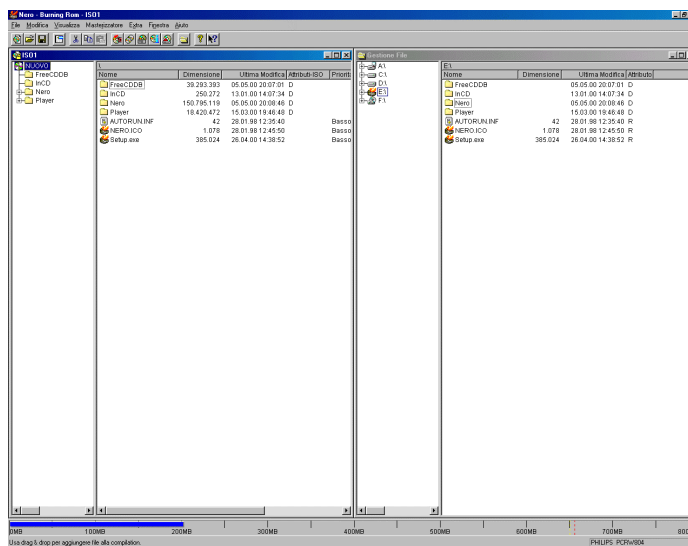 Nero - Burning Rom - ISO1
File Modifica Visualizza Masterizzatore Extra Finestra Aiuto
ISO1
NUOVO
FreeCDDB
InCD
Nero
Player
\
Nome Dimensione Ultima Modifica Attributi-ISO Priorit
FreeCDDB 39.293.393 05.05.00 20:07:01 D
InCD 250.272 13.01.00 14:07:34 D
Nero 150.795.119 05.05.00 20:08:46 D
Player 18.420.472 15.03.00 19:46:48 D
AUTORUN.INF 42 28.01.98 12:35:40 Basso
NERO.ICO 1.078 28.01.98 12:45:50 Basso
Setup.exe 385.024 26.04.00 14:38:52 Basso
Gestione File
A:\
C:\
D:\
E:\
F:\
E:\
Nome Dimensione Ultima Modifica Attributo
FreeCDDB 05.05.00 20:07:01 D
InCD 13.01.00 14:07:34 D
Nero 05.05.00 20:08:46 D
Player 15.03.00 19:46:48 D
AUTORUN.INF 42 28.01.98 12:35:40 R
NERO.ICO 1.078 28.01.98 12:45:50 R
Setup.exe 385.024 26.04.00 14:38:52 R
0MB 100MB 200MB 300MB 400MB 500MB 600MB 700MB 800
Usa drag & drop per aggiungere file alla compilation.
PHILIPS PCRW804